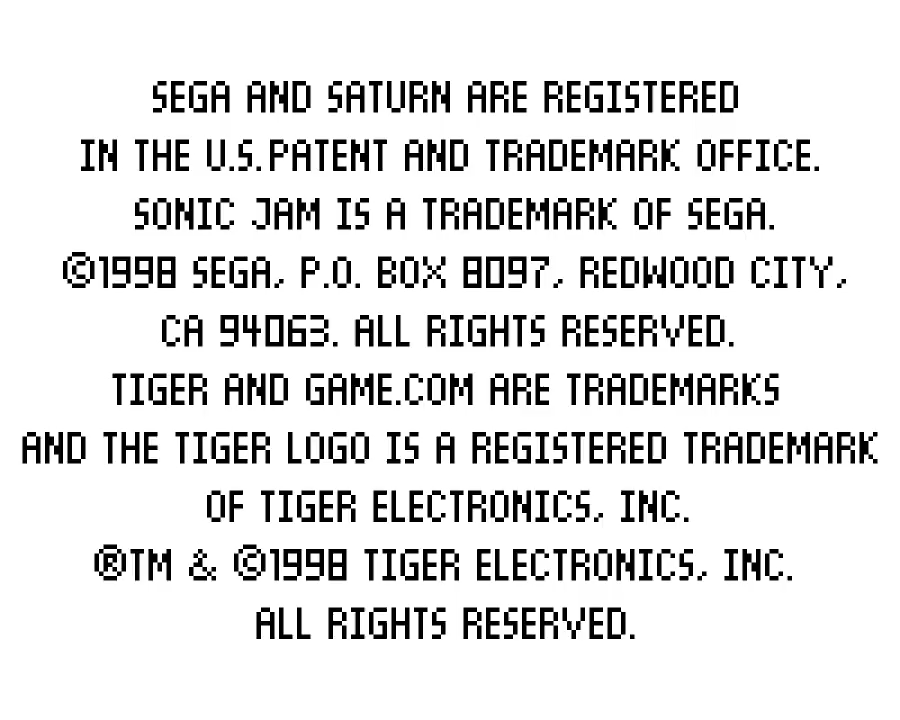 SEGA AND SATURN ARE REGISTERED
IN THE U.S.PATENT AND TRADEMARK OFFICE.
SONIC JAM IS A TRADEMARK OF SEGA.
©1998 SEGA, P.O. BOX 8097, REDWOOD CITY,
CA 94063. ALL RIGHTS RESERVED.
TIGER AND GAME.COM ARE TRADEMARKS
AND THE TIGER LOGO IS A REGISTERED TRADEMARK
OF TIGER ELECTRONICS, INC.
®TM & ©1998 TIGER ELECTRONICS, INC.
ALL RIGHTS RESERVED.